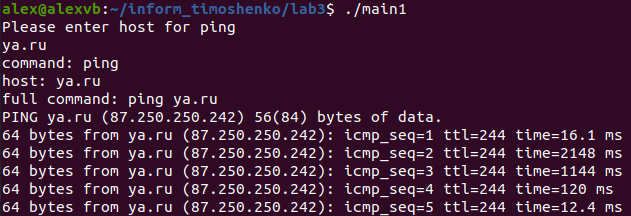 alex@alexvb:~/inform_timoshenko/lab3$ ./main1
Please enter host for ping
ya.ru
command: ping
host: ya.ru
full command: ping ya.ru
PING ya.ru (87.250.250.242) 56(84) bytes of data.
64 bytes from ya.ru (87.250.250.242): icmp_seq=1 ttl=244 time=16.1 ms
64 bytes from ya.ru (87.250.250.242): icmp_seq=2 ttl=244 time=2148 ms
64 bytes from ya.ru (87.250.250.242): icmp_seq=3 ttl=244 time=1144 ms
64 bytes from ya.ru (87.250.250.242): icmp_seq=4 ttl=244 time=120 ms
64 bytes from ya.ru (87.250.250.242): icmp_seq=5 ttl=244 time=12.4 ms